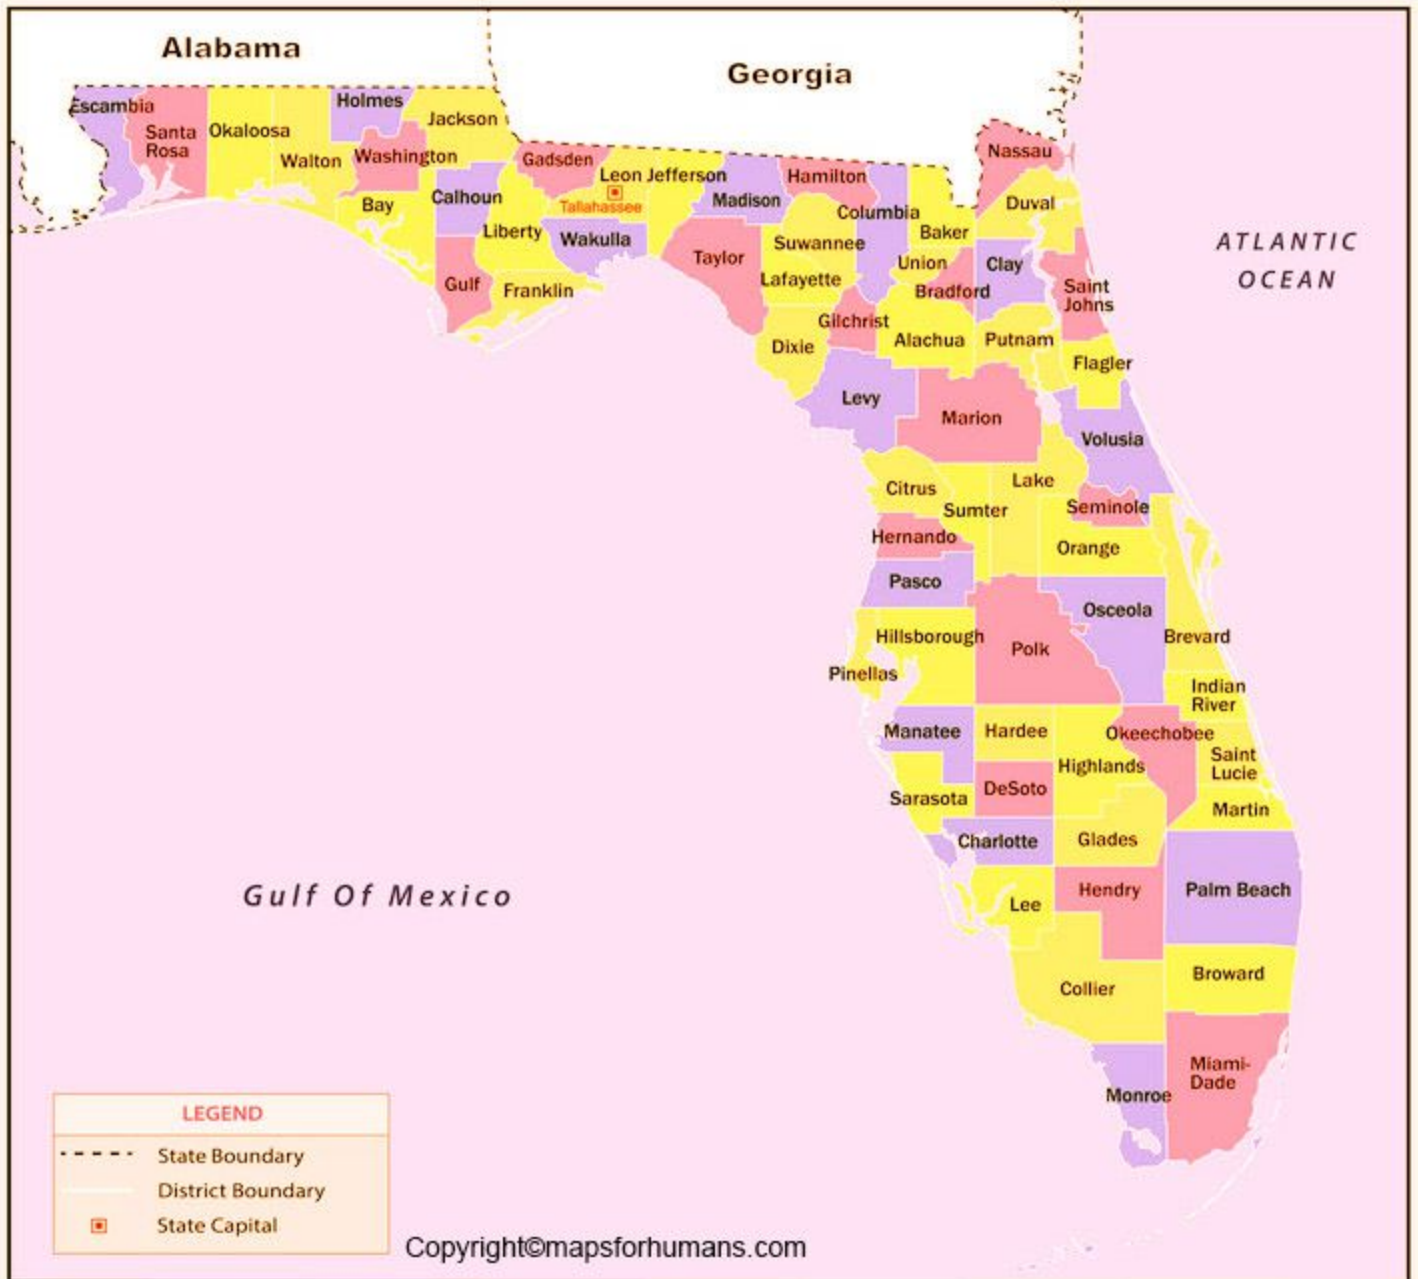 Alabama
Georgia
Escambia
Santa
Rosa
Okaloosa
Walton
Holmes
Washington
Jackson
Bay
Calhoun
Gulf
Liberty
Franklin
Gadsden
Leon
Jefferson
Tallahassee
Wakulla
Madison
Taylor
Hamilton
Suwannee
Lafayette
Dixie
Columbia
Gilchrist
Baker
Union
Bradford
Alachua
Nassau
Duval
Clay
Saint
Johns
Putnam
Flagler
ATLANTIC
OCEAN
Levy
Marion
Volusia
Citrus
Sumter
Lake
Seminole
Hernando
Orange
Pasco
Osceola
Hillsborough
Polk
Brevard
Pinellas
Indian
River
Manatee
Hardee
Okeechobee
Highlands
Saint
Lucie
Sarasota
DeSoto
Martin
Charlotte
Glades
Gulf Of Mexico
Lee
Hendry
Palm Beach
Collier
Broward
Monroe
Miami-
Dade
LEGEND
State Boundary
District Boundary
State Capital
Copyright©mapsforhumans.com